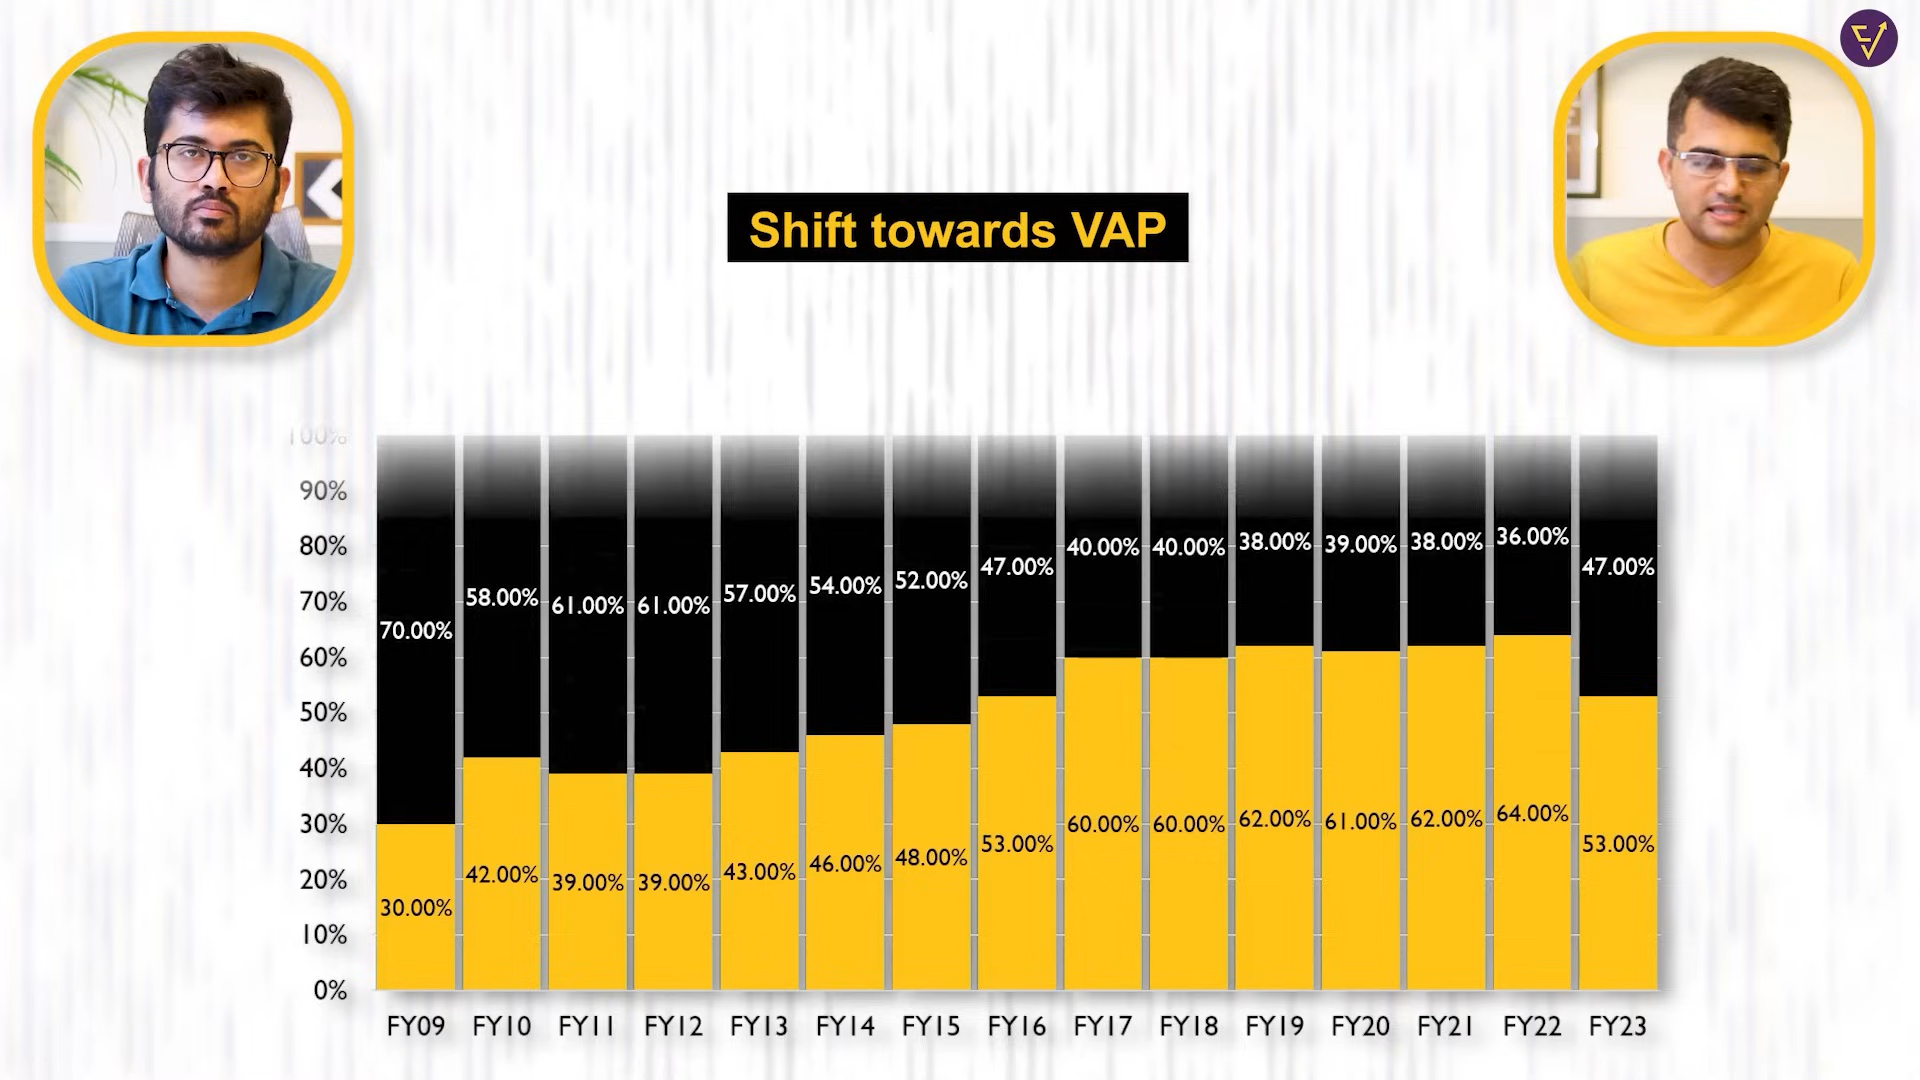 Shift towards VAP
100%
90%
80%
70%
60%
50%
40%
30%
20%
10%
0%
70.00% 58.00% 61.00% 61.00% 57.00% 54.00% 52.00% 47.00% 40.00% 40.00% 38.00% 39.00% 38.00% 36.00% 47.00%
30.00% 42.00% 39.00% 39.00% 43.00% 46.00% 48.00% 53.00% 60.00% 60.00% 62.00% 61.00% 62.00% 64.00% 53.00%
FY09 FY10 FY11 FY12 FY13 FY14 FY15 FY16 FY17 FY18 FY19 FY20 FY21 FY22 FY23